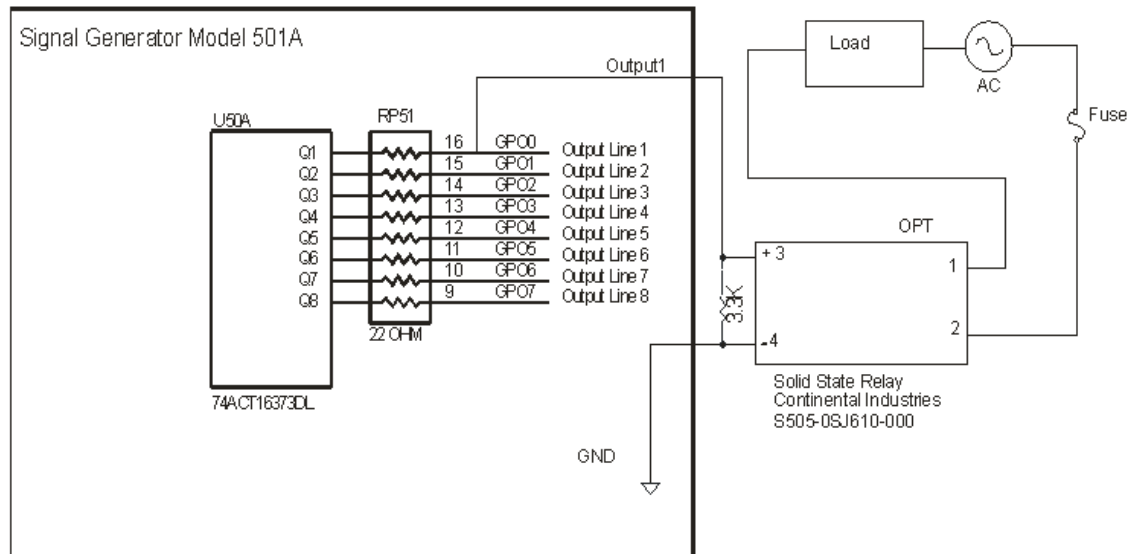 Signal Generator Model 501A
Output1
Load
AC
Fuse
U50A
RP51
Q1 16 GPO0 Output Line 1
Q2 15 GPO1 Output Line 2
Q3 14 GPO2 Output Line 3
Q4 13 GPO3 Output Line 4
Q5 12 GPO4 Output Line 5
Q6 11 GPO5 Output Line 6
Q7 10 GPO6 Output Line 7
Q8 9 GPO7 Output Line 8
22 OHM
74ACT16373DL
OPT
+ 3
1
3.3K
2
-4
Solid State Relay
Continental Industries
S505-0SJ610-000
GND